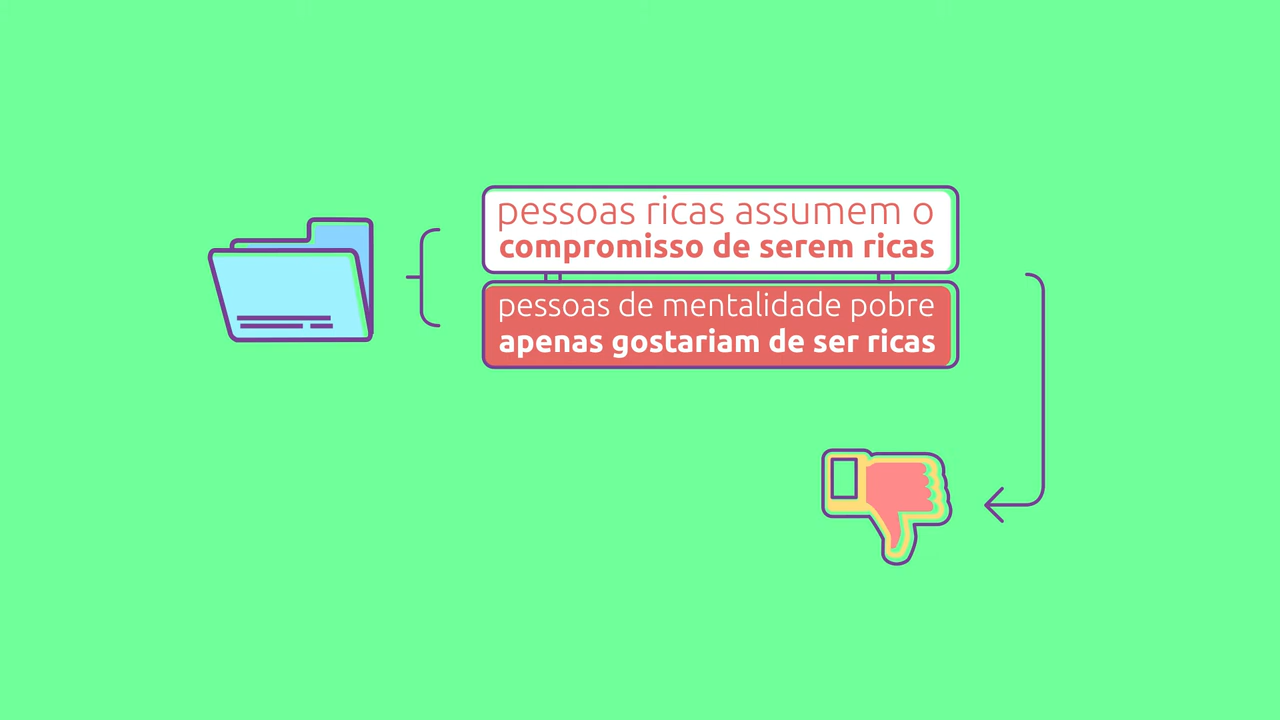 pessoas ricas assumem o
compromisso de serem ricas
pessoas de mentalidade pobre
apenas gostariam de ser ricas